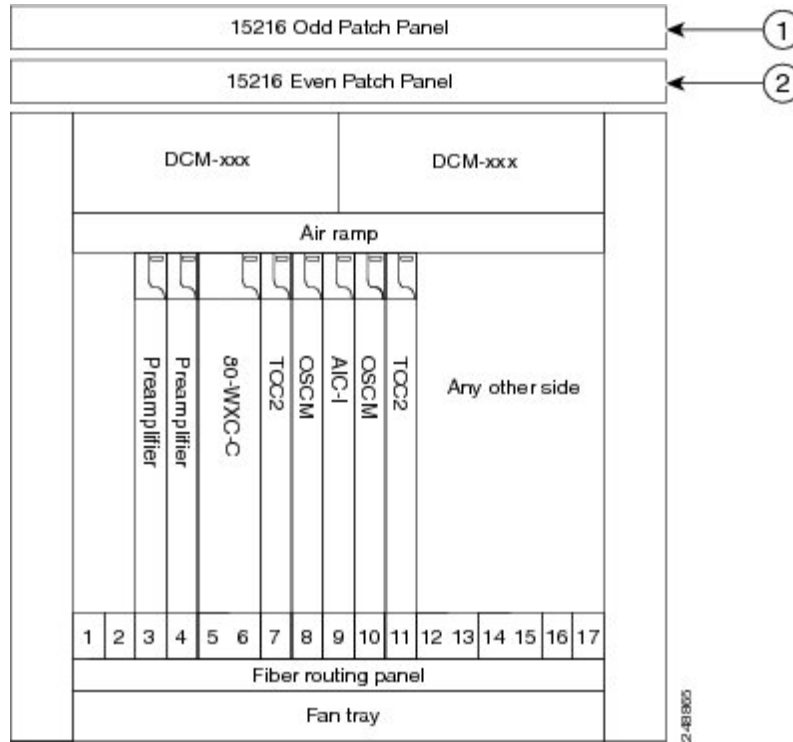 15216 Odd Patch Panel
1
15216 Even Patch Panel
2
DCM-xxx
DCM-xxx
Air ramp
Preamplifier
Preamplifier
80-WXC-C
TCC2
OSCM
AIC-I
OSCM
TCC2
Any other side
1 2 3 4 5 6 7 8 9 10 11 12 13 14 15 16 17
Fiber routing panel
Fan tray
248865